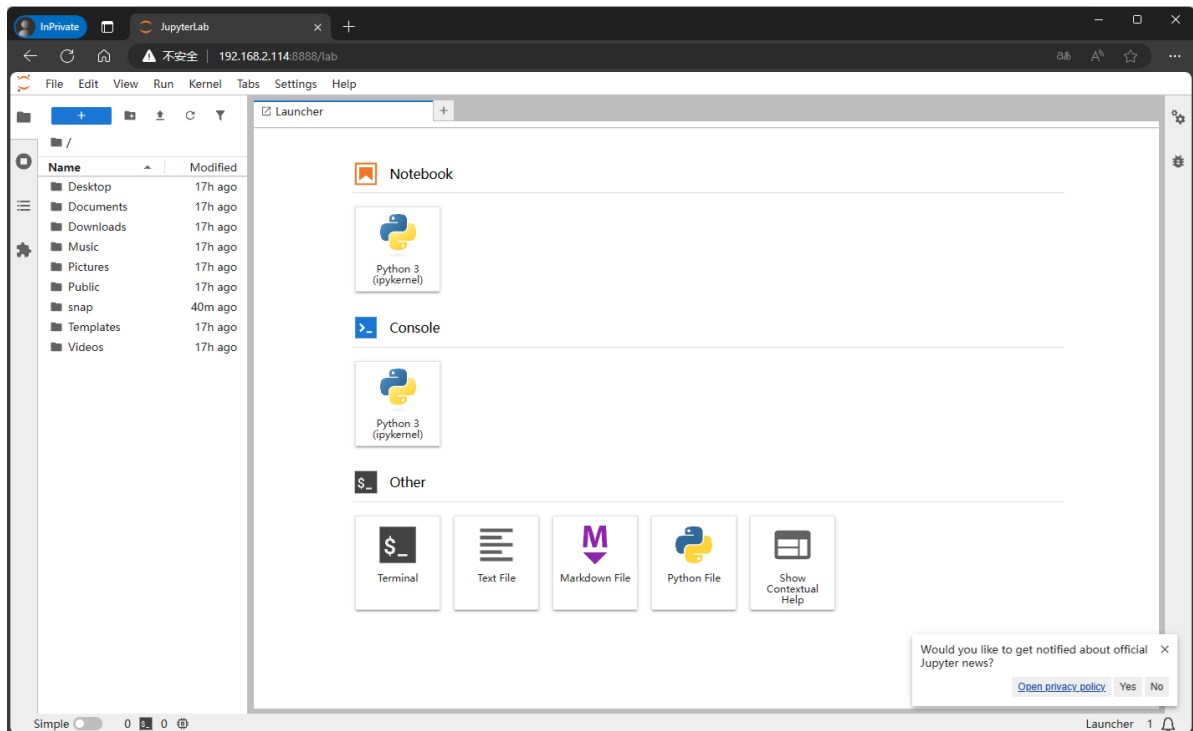 InPrivate
JupyterLab
不安全 192.168.2.114:8888/lab
File Edit View Run Kernel Tabs Settings Help
Launcher
/
Name Modified
Desktop 17h ago
Documents 17h ago
Downloads 17h ago
Music 17h ago
Pictures 17h ago
Public 17h ago
snap 40m ago
Templates 17h ago
Videos 17h ago
Notebook
Python 3
(ipykernel)
Console
Python 3
(ipykernel)
$_ Other
$_
Terminal
Text File
M
Markdown File
Python File
Show
Contextual
Help
Would you like to get notified about official
Jupyter news?
Open privacy policy Yes No
Simple 0 $_ 0
Launcher 1